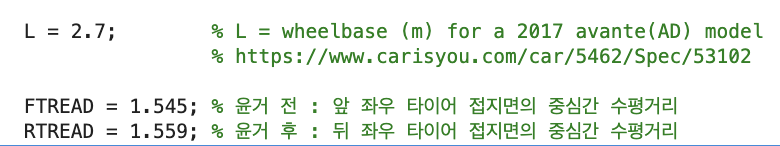 L = 2.7; % L = wheelbase (m) for a 2017 avante(AD) model
% https://www.carisyou.com/car/5462/Spec/53102
FTREAD = 1.545; % 윤거 전 : 앞 좌우 타이어 접지면의 중심간 수평거리
RTREAD = 1.559; % 윤거 후 : 뒤 좌우 타이어 접지면의 중심간 수평거리